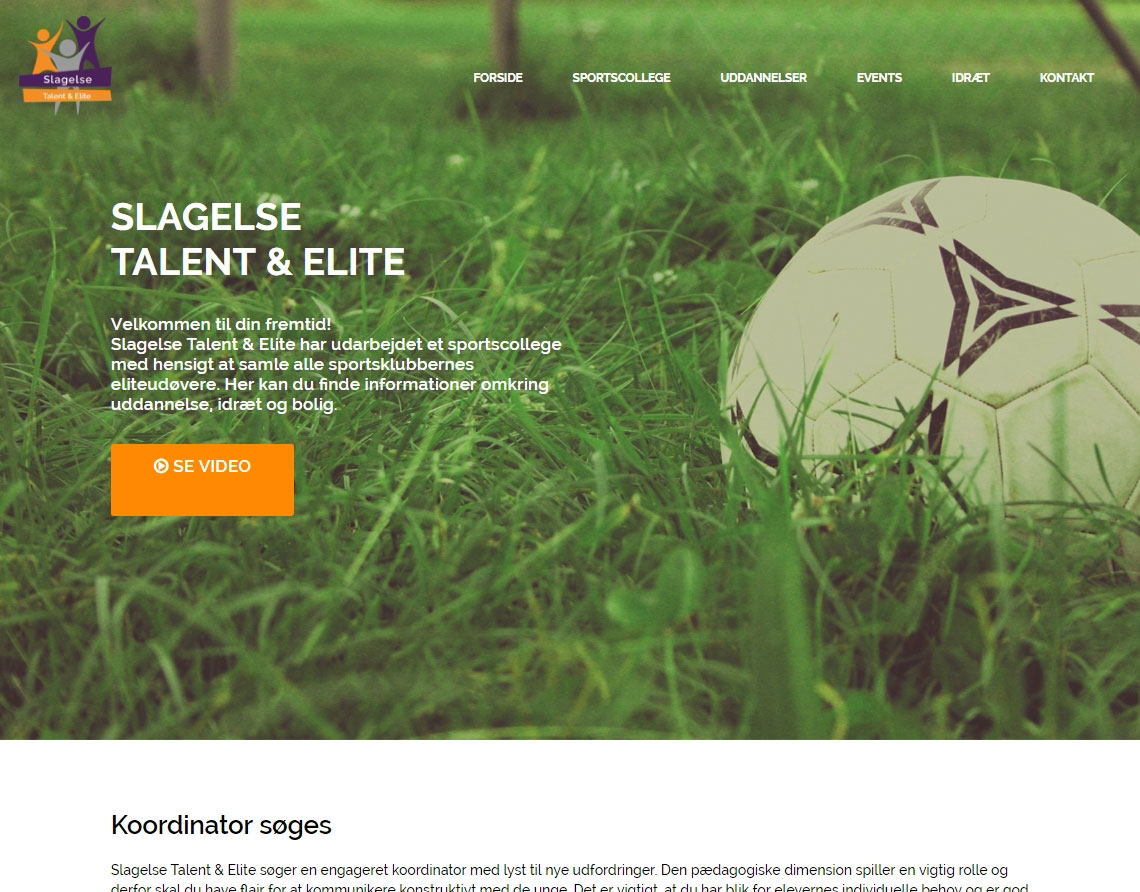 Slagelse
Talent & Elite
FORSIDE SPORTSCOLLEGE UDDANNELSER EVENTS IDRÆT KONTAKT
SLAGELSE
TALENT & ELITE
Velkommen til din fremtid!
Slagelse Talent & Elite har udarbejdet et sportscollege
med hensigt at samle alle sportsklubbernes
eliteudøvere. Her kan du finde informationer omkring
uddannelse, idræt og bolig.
SE VIDEO
Koordinator søges
Slagelse Talent & Elite søger en engageret koordinator med lyst til nye udfordringer. Den pædagogiske dimension spiller en vigtig rolle og
derfor skal du have flair for at kommunikere konstruktivt med de unge. Det er vigtigt, at du har blik for elevernes individuelle behov og er god